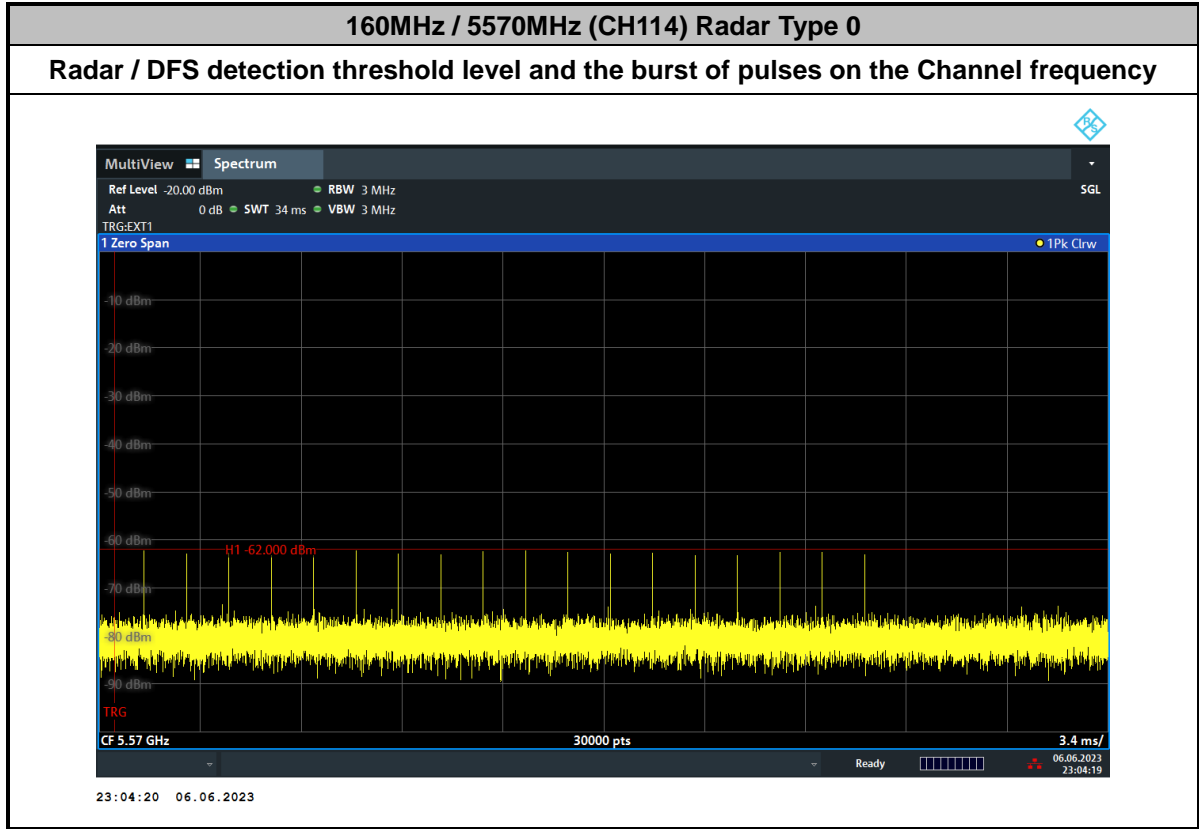 160MHz / 5570MHz (CH114) Radar Type 0
Radar / DFS detection threshold level and the burst of pulses on the Channel frequency
R S
MultiView Spectrum
Ref Level -20.00 dBm RBW 3 MHz SGL
Att 0 dB SWT 34 ms VBW 3 MHz
TRG:EXT1
1 Zero Span 1Pk Clrw
-10 dBm
-20 dBm
-30 dBm
-40 dBm
-50 dBm
-60 dBm
H1 -62.000 dBm
-70 dBm
-80 dBm
-90 dBm
TRG
CF 5.57 GHz 30000 pts 3.4 ms/
Ready 06.06.2023
23:04:19
23:04:20 06.06.2023